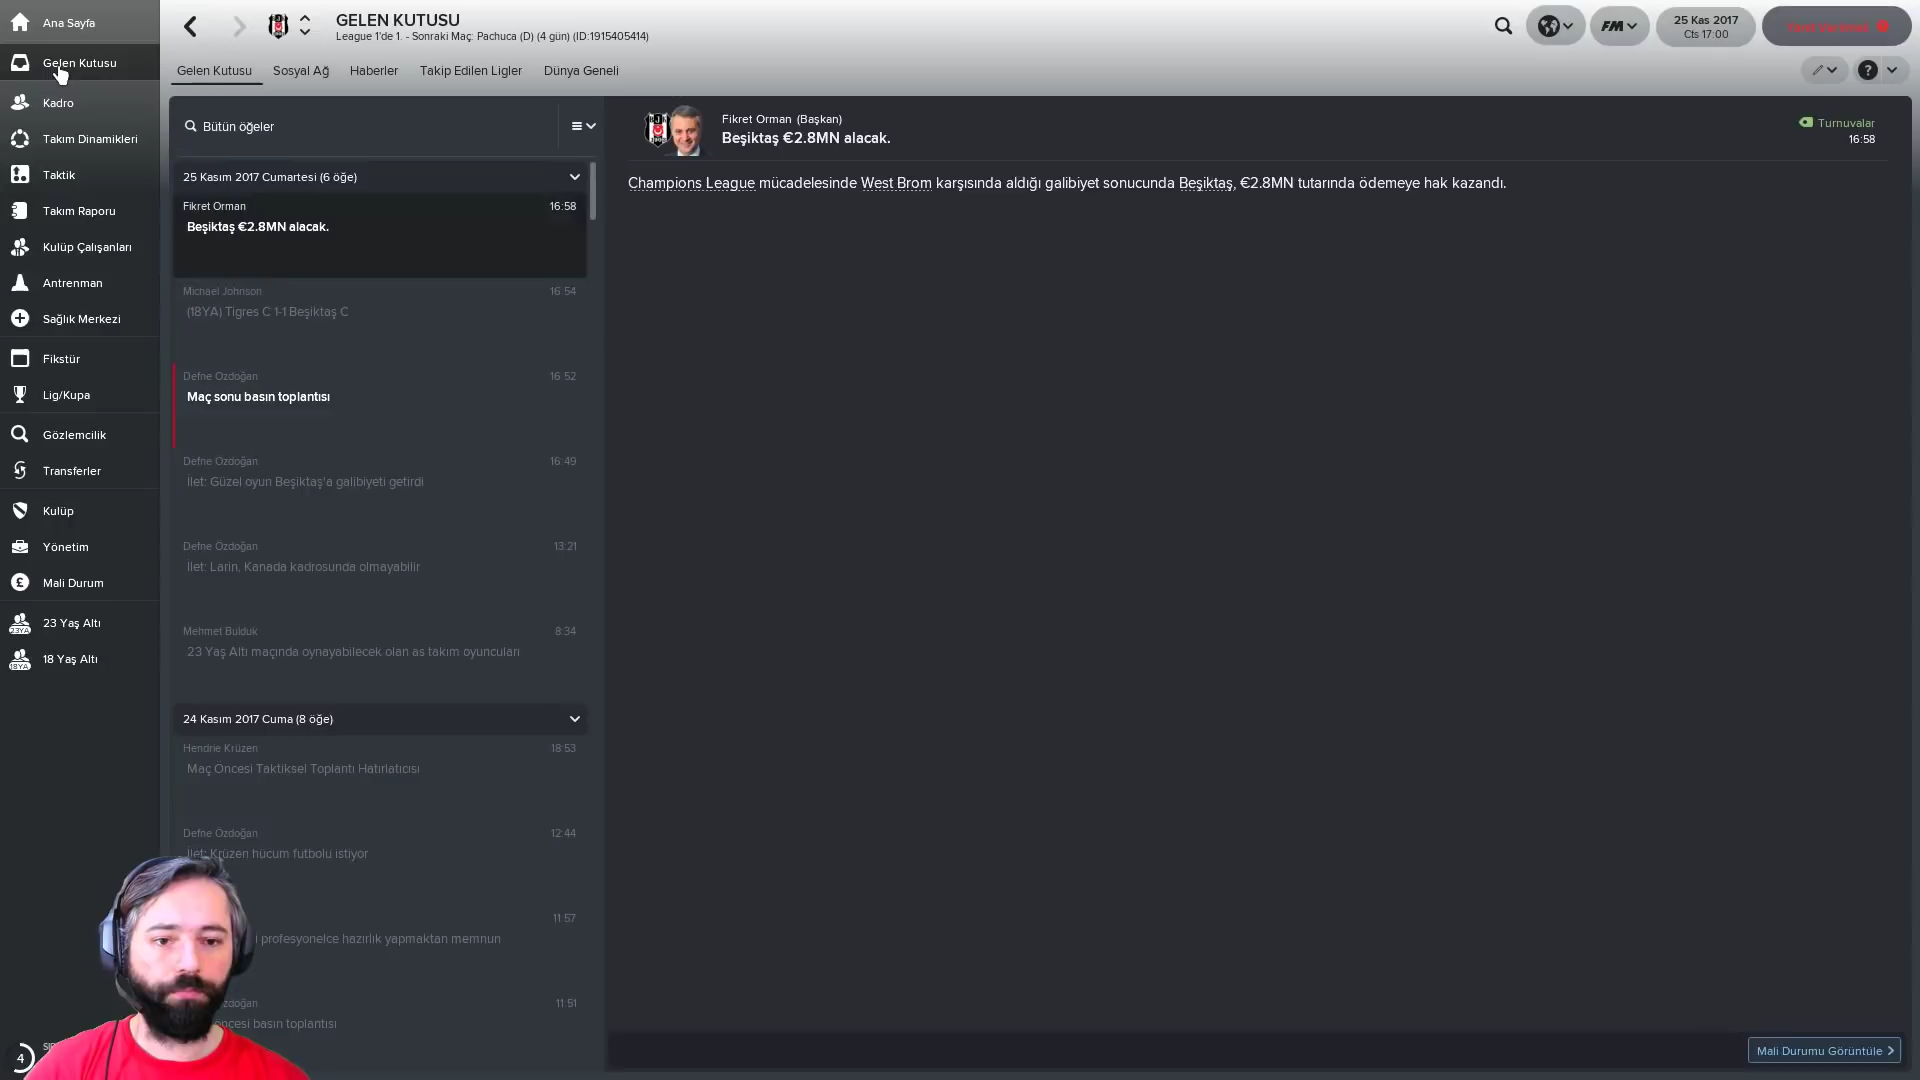 Ana Sayfa
Gelen Kutusu
Kadro
Takım Dinamikleri
Taktik
Takım Raporu
Kulüp Çalışanları
Antrenman
Sağlık Merkezi
Fikstür
Lig/Kupa
Gözlemcilik
Transferler
Kulüp
Yönetim
Mali Durum
23 Yaş Altı
18 Yaş Altı
4
GELEN KUTUSU
League 1'de 1. - Sonraki Maç: Pachuca (D) (4 gün) (ID:1915405414)
FM
25 Kas 2017
Cts 17:00
Gelen Kutusu
Sosyal Ağ
Haberler
Takip Edilen Ligler
Dünya Geneli
Bütün öğeler
25 Kasım 2017 Cumartesi (6 öğe)
Fikret Orman 16:58
Beşiktaş €2.8MN alacak.
Michael Johnson 16:54
(18YA) Tigres C 1-1 Beşiktaş C
Defne Özdoğan 16:52
Maç sonu basın toplantısı
Defne Özdoğan 16:49
İlet: Güzel oyun Beşiktaş'a galibiyeti getirdi
Defne Özdoğan 13:21
İlet: Larin, Kanada kadrosunda olmayabilir
Mehmet Bulduk 8:34
23 Yaş Altı maçında oynayabilecek olan as takım oyuncuları
24 Kasım 2017 Cuma (8 öğe)
Hendrie Krüzen 18:53
Maç Öncesi Taktiksel Toplantı Hatırlatıcısı
Defne Özdoğan 12:44
İlet: Krüzen hücum futbolu istiyor
11:57
profesyonelce hazırlık yapmaktan memnun
zdoğan 11:51
öncesi basın toplantısı
Fikret Orman (Başkan)
Beşiktaş €2.8MN alacak.
Turnuvalar
16:58
Champions League mücadelesinde West Brom karşısında aldığı galibiyet sonucunda Beşiktaş, €2.8MN tutarında ödemeye hak kazandı.
Mali Durumu Görüntüle